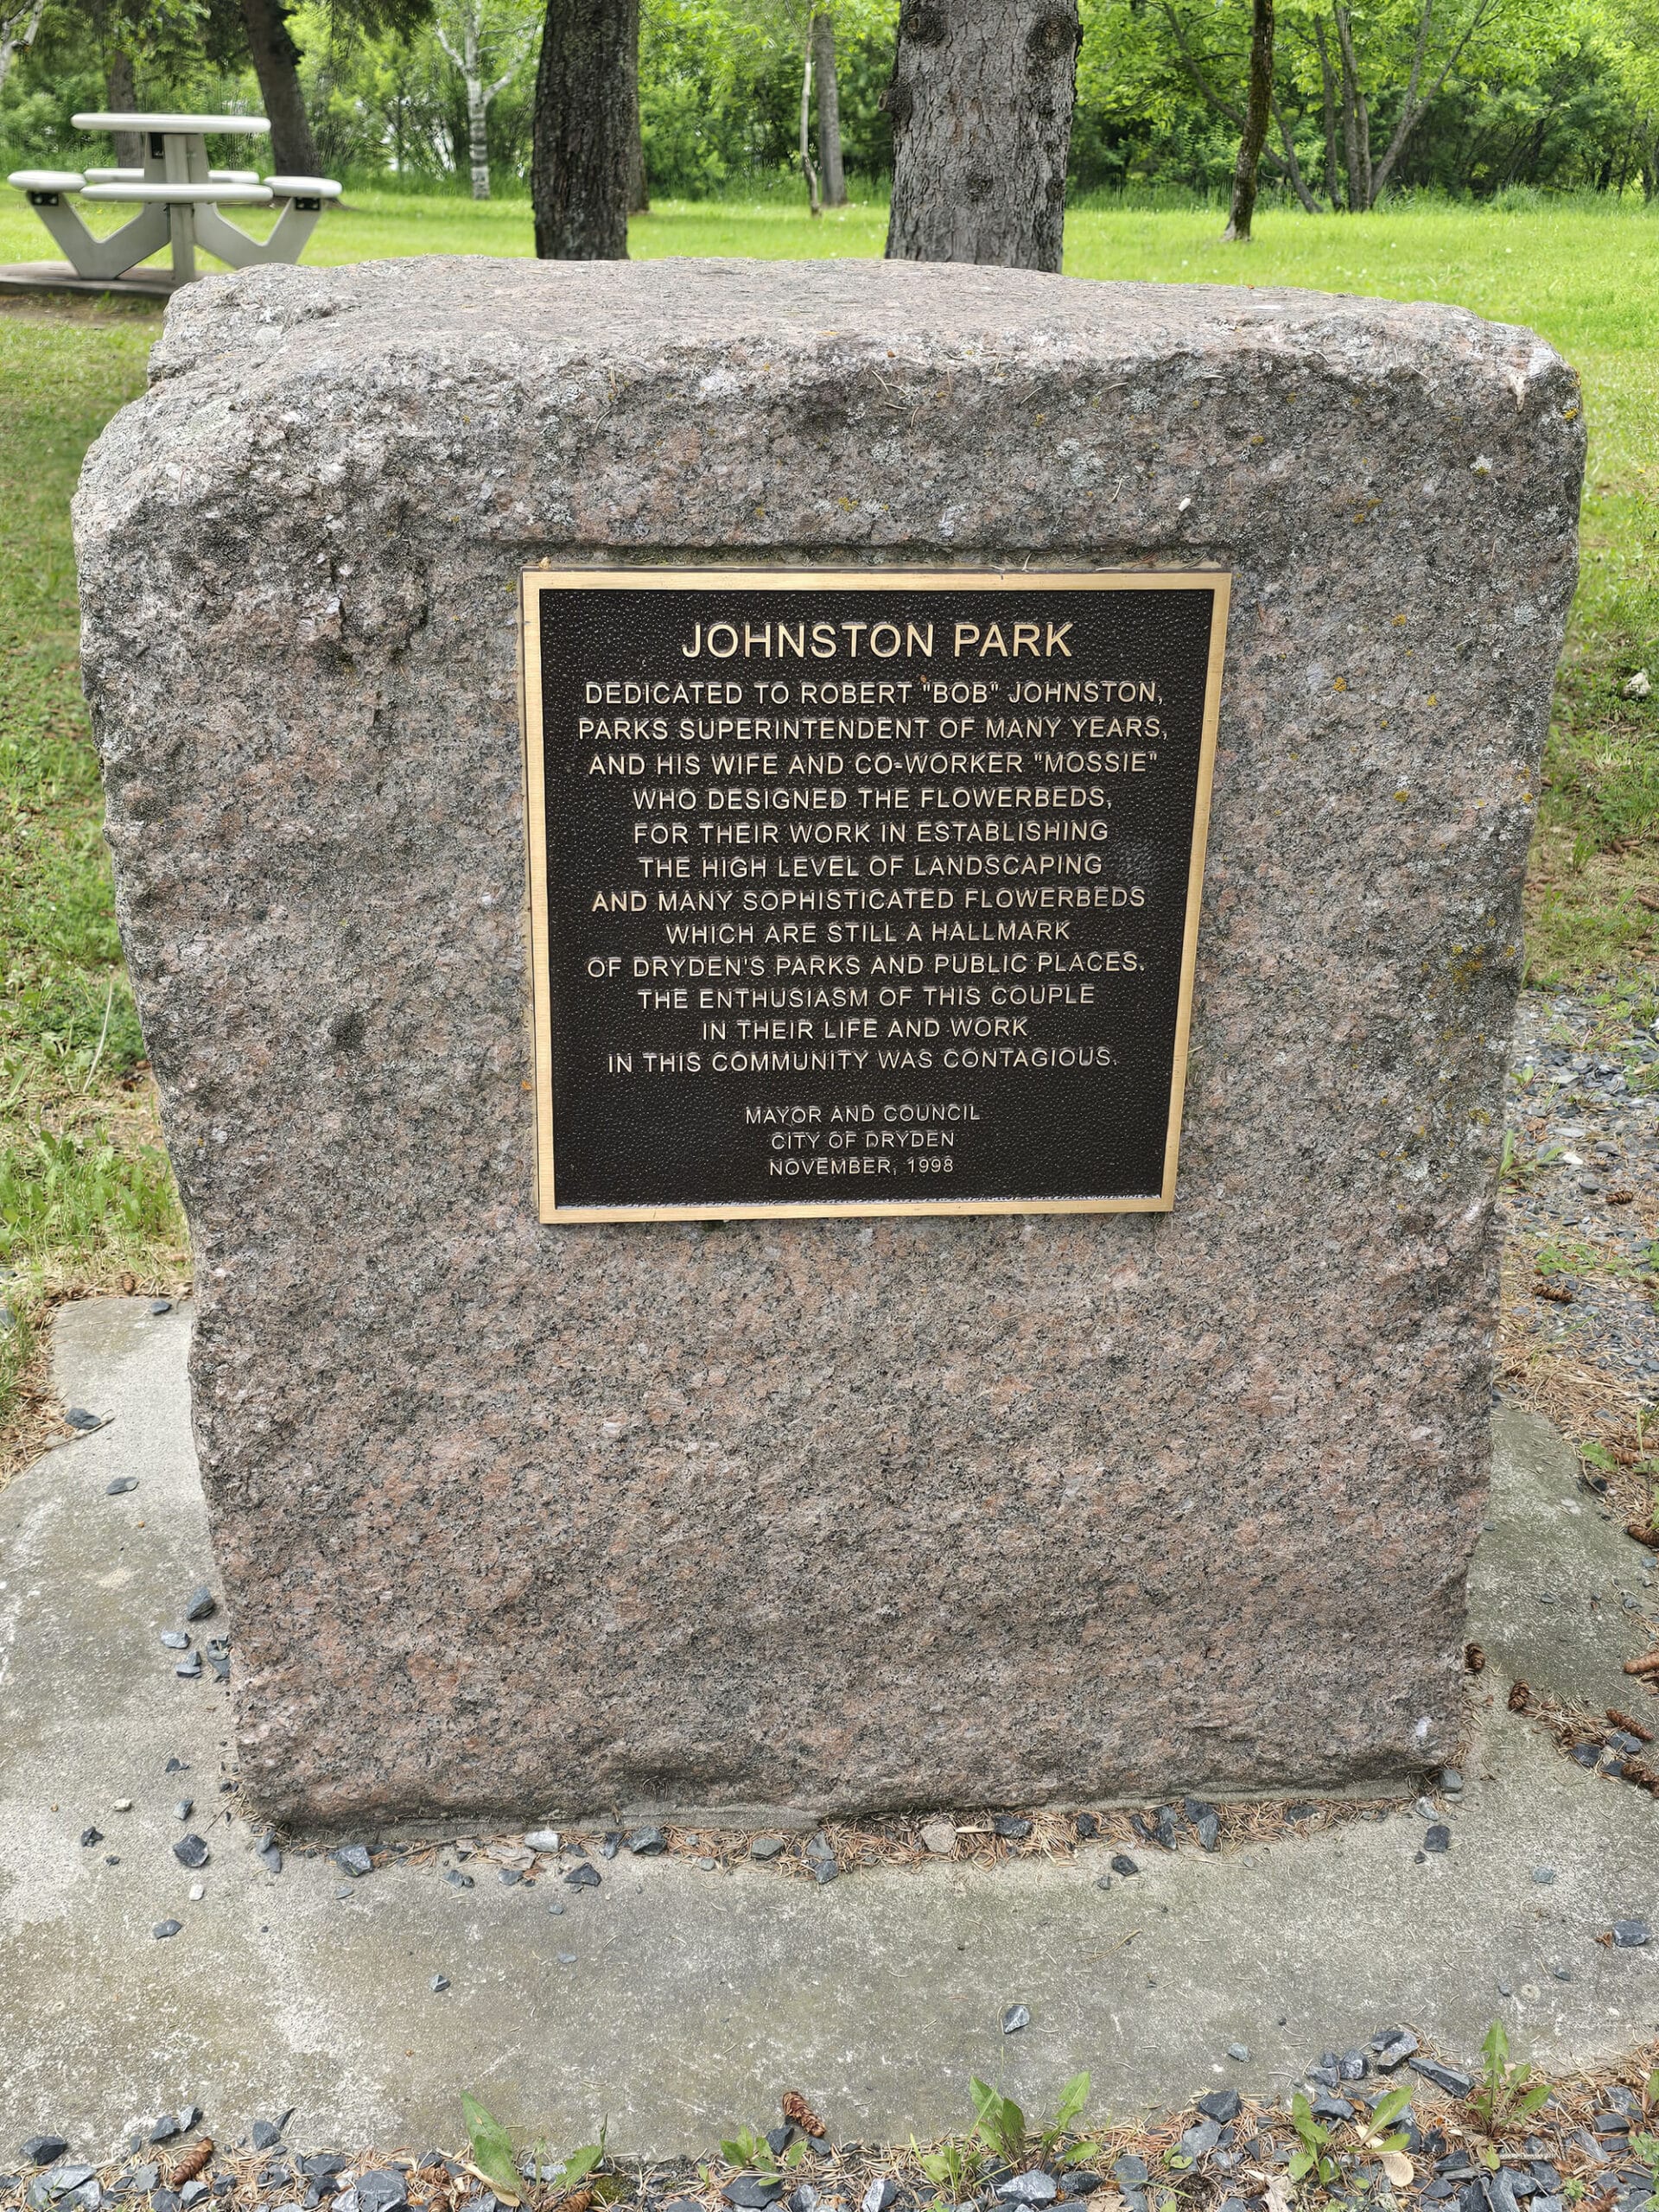 JOHNSTON PARK
DEDICATED TO ROBERT "BOB" JOHNSTON,
PARKS SUPERINTENDENT OF MANY YEARS,
AND HIS WIFE AND CO-WORKER "MOSSIE"
WHO DESIGNED THE FLOWERBEDS,
FOR THEIR WORK IN ESTABLISHING
THE HIGH LEVEL OF LANDSCAPING
AND MANY SOPHISTICATED FLOWERBEDS
WHICH ARE STILL A HALLMARK
OF DRYDEN'S PARKS AND PUBLIC PLACES.
THE ENTHUSIASM OF THIS COUPLE
IN THEIR LIFE AND WORK
IN THIS COMMUNITY WAS CONTAGIOUS.
MAYOR AND COUNCIL
CITY OF DRYDEN
NOVEMBER, 1998